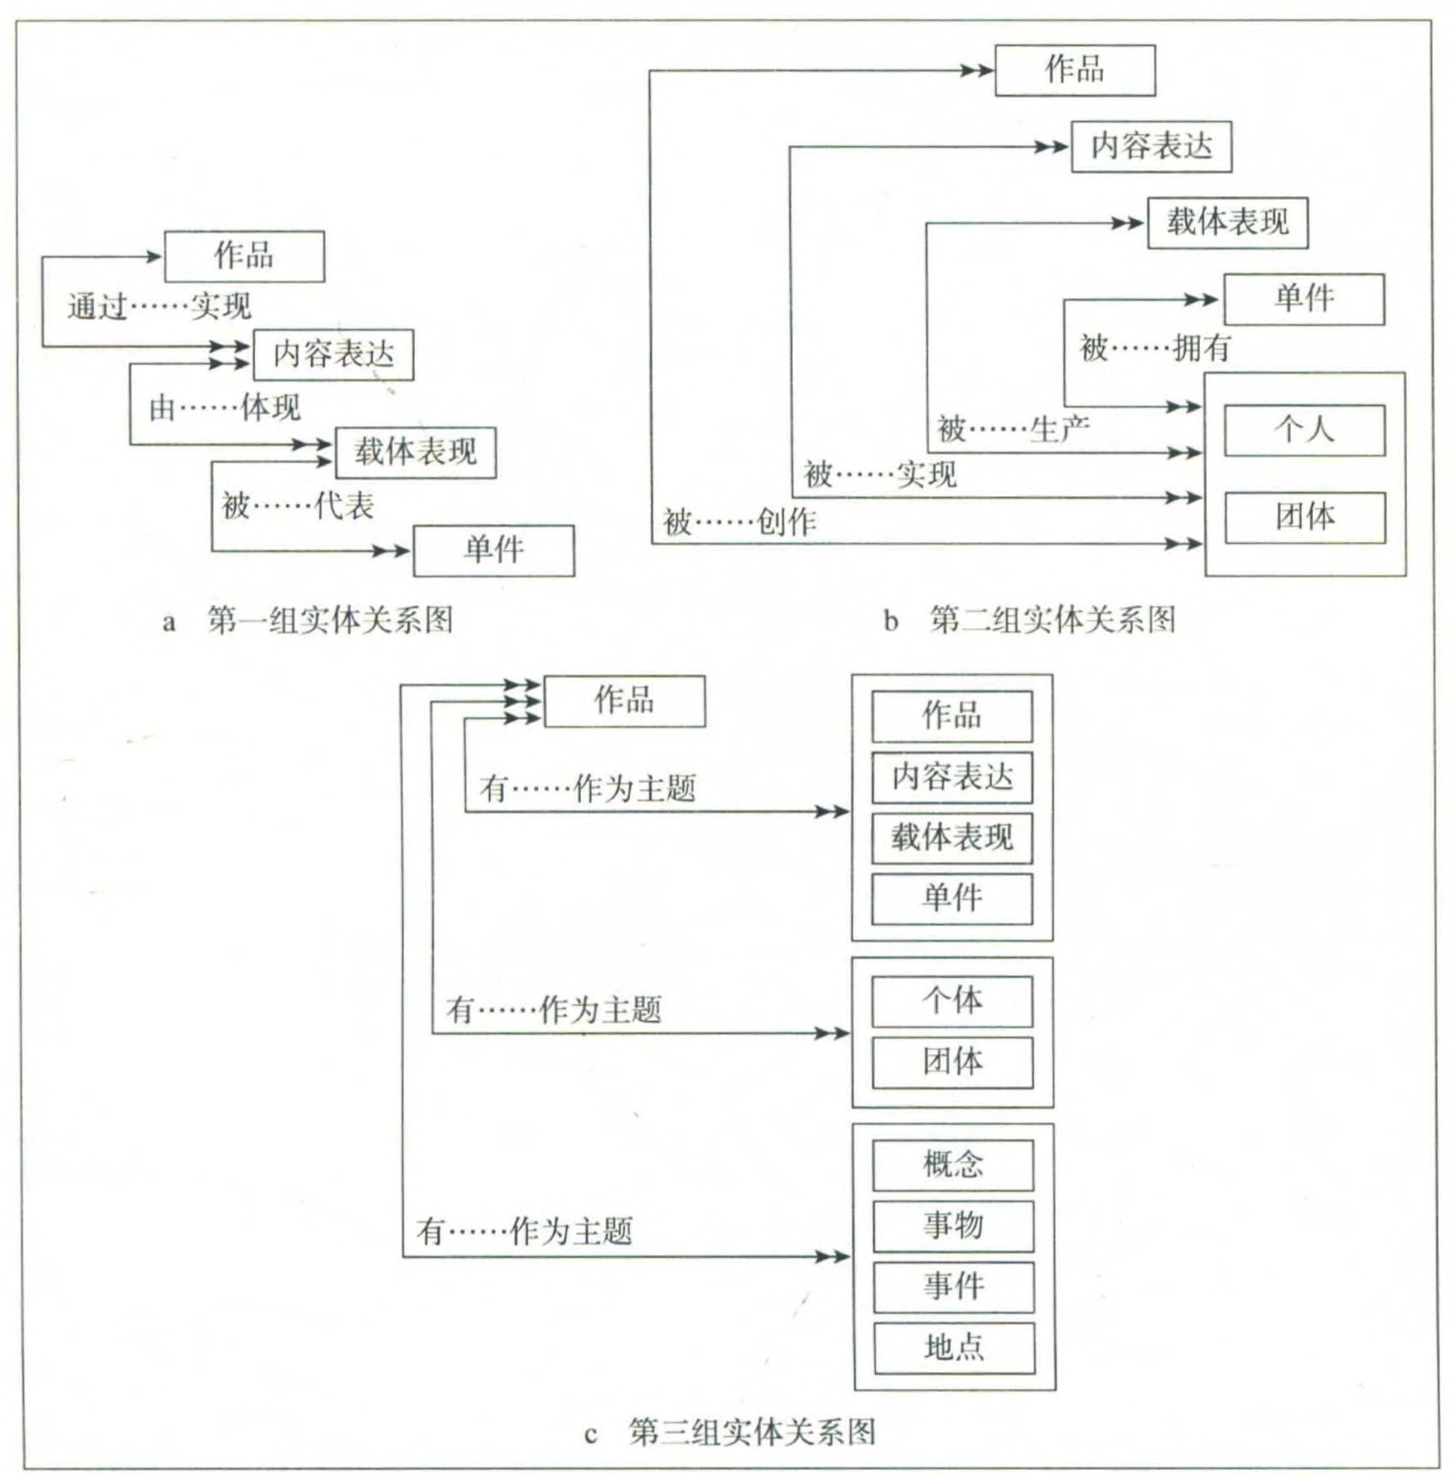 作品
通过……实现
内容表达
由……体现
载体表现
被……代表
单件
a 第一组实体关系图
作品
内容表达
载体表现
单件
被……拥有
个人
被……生产
被……实现
团体
被……创作
b 第二组实体关系图
作品
有……作为主题
作品
内容表达
载体表现
单件
有……作为主题
个体
团体
有……作为主题
概念
事物
事件
地点
c 第三组实体关系图